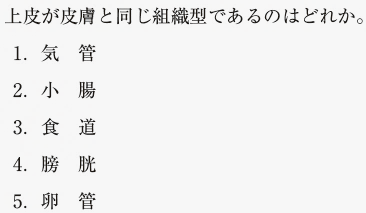 上皮が皮膚と同じ組織型であるのはどれか。
1. 気　管
2. 小　腸
3. 食　道
4. 膀　胱
5. 卵　管